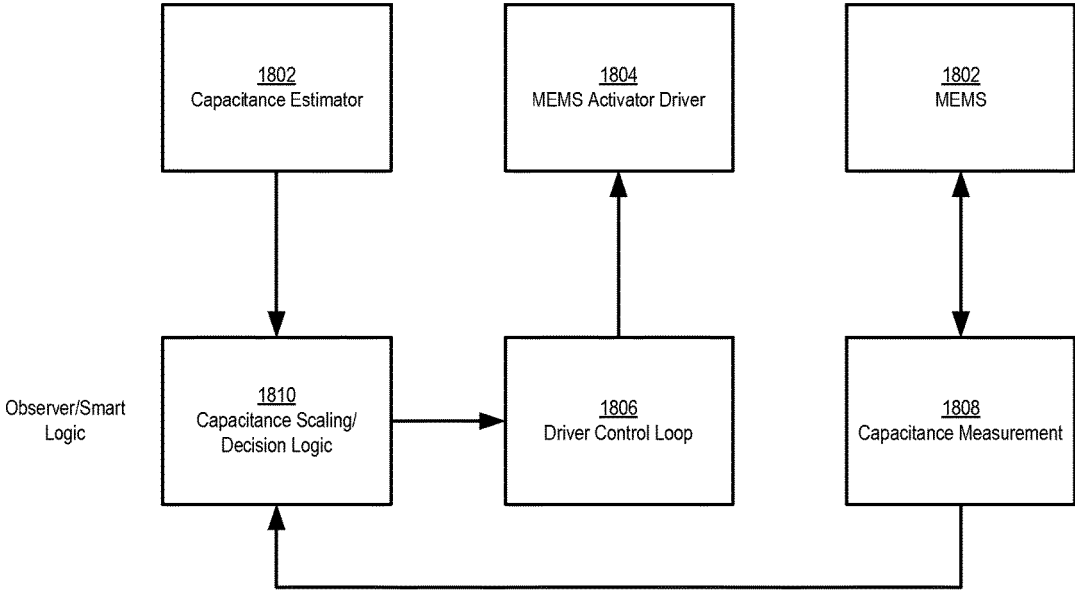 1802
Capacitance Estimator
1804
MEMS Activator Driver
1802
MEMS
Observer/Smart
Logic
1810
Capacitance Scaling/
Decision Logic
1806
Driver Control Loop
1808
Capacitance Measurement